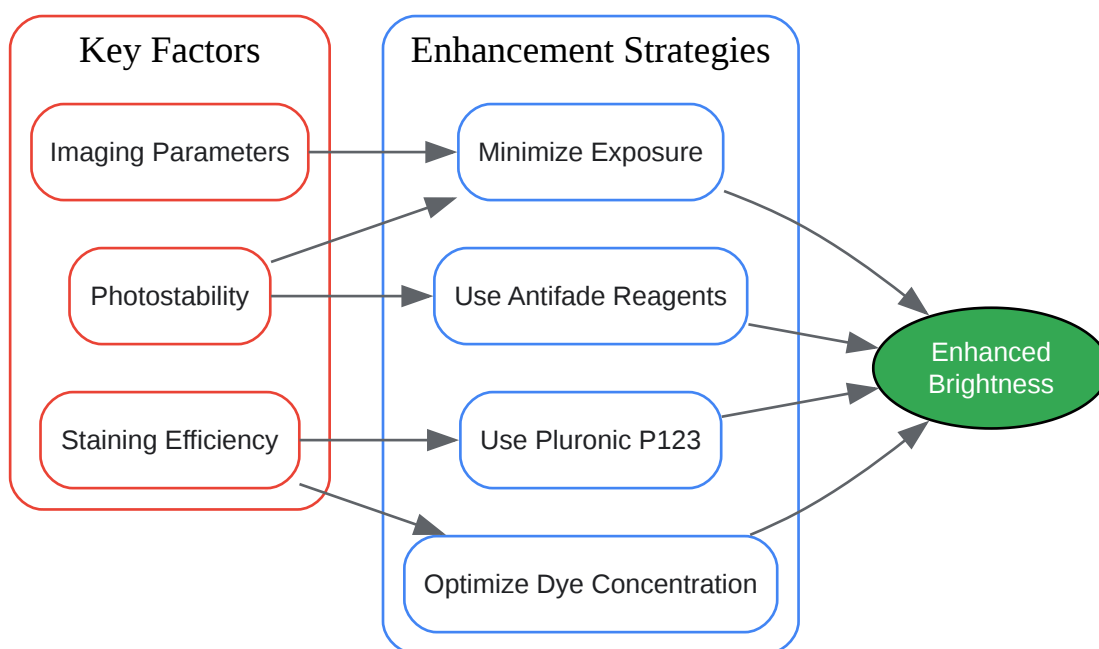 Key Factors
Enhancement Strategies
Imaging Parameters
Minimize Exposure
Photostability
Use Antifade Reagents
Enhanced
Brightness
Staining Efficiency
Use Pluronic P123
Optimize Dye Concentration